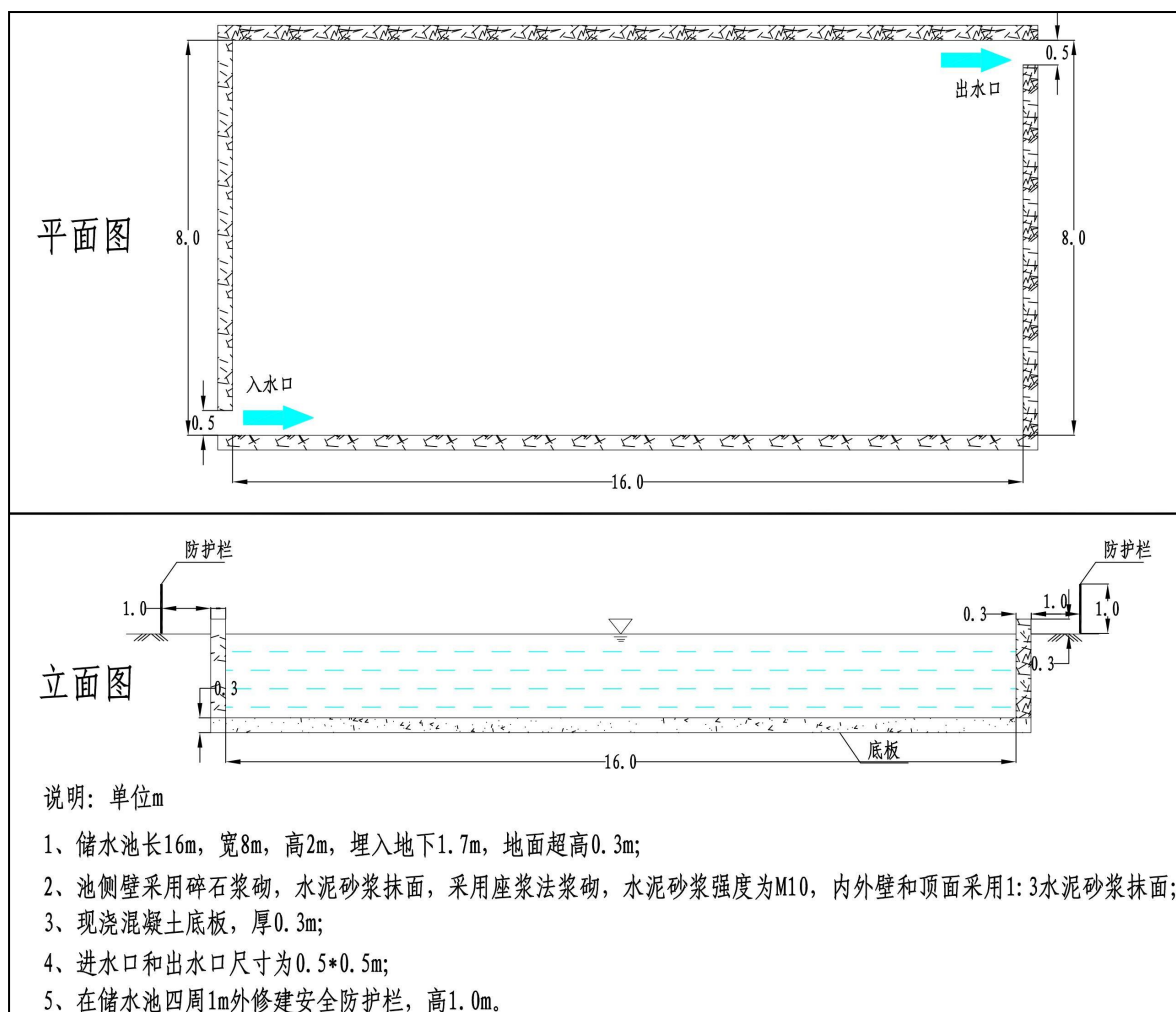 0.5
出水口
平面图
8.0
8.0
入水口
0.5
16.0
防护栏
防护栏
1.0
0.3
1.0
1.0
立面图
0.3
0.3
底板
16.0
说明：单位m
1、储水池长16m，宽8m，高2m，埋入地下1.7m，地面超高0.3m；
2、池侧壁采用碎石浆砌，水泥砂浆抹面，采用座浆法浆砌，水泥砂浆强度为M10，内外壁和顶面采用1:3水泥砂浆抹面；
3、现浇混凝土底板，厚0.3m；
4、进水口和出水口尺寸为0.5*0.5m；
5、在储水池四周1m外修建安全防护栏，高1.0m。